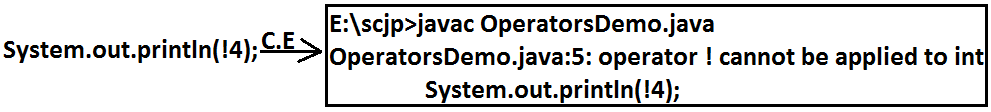 System.out.println(!4); C.E
E:\scjp>javac OperatorsDemo.java
OperatorsDemo.java:5: operator ! cannot be applied to int
System.out.println(!4);